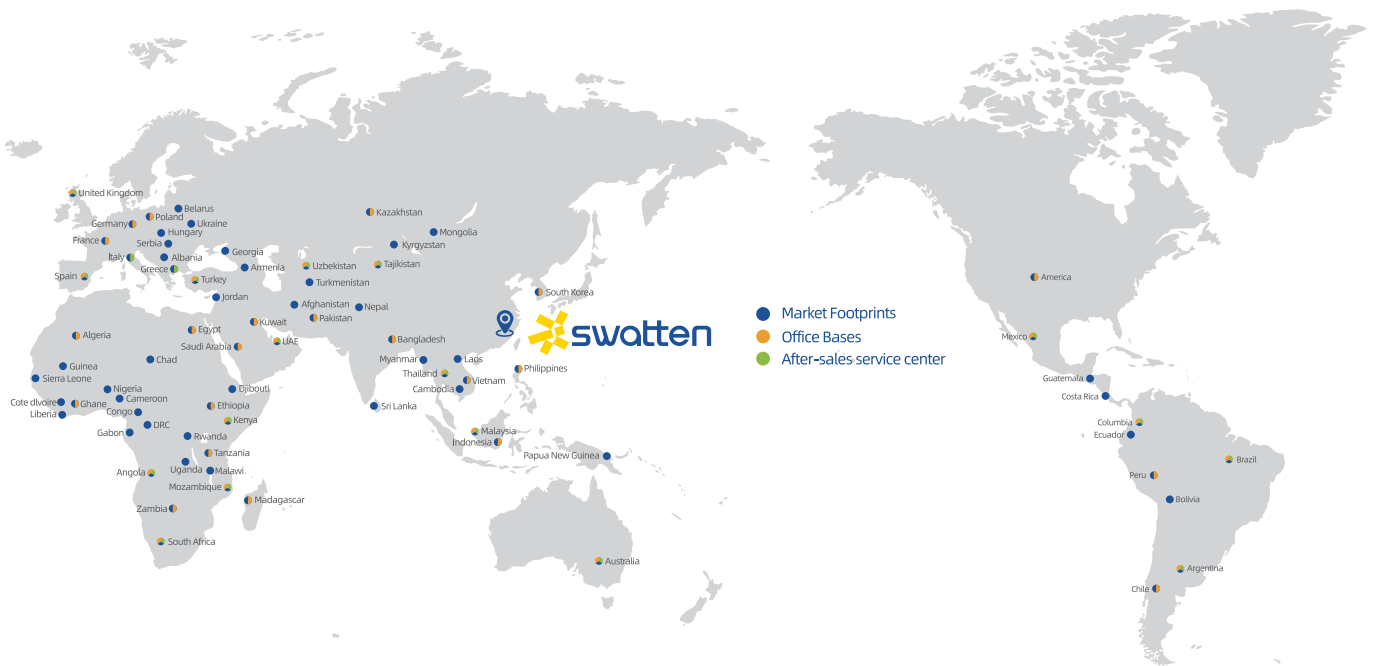 United Kingdom
Belarus
Poland
Germany
Ukraine
Hungary
France
Serbia
Georgia
Italy
Albania
Greece
Armenia
Spain
Turkey
Jordan
Kazakhstan
Mongolia
Kyrgyzstan
Uzbekistan
Tajikistan
Turkmenistan
Afghanistan
Nepal
Pakistan
South Korea
swatten
Kuwait
Egypt
Algeria
UAE
Saudi Arabia
Bangladesh
Chad
Guinea
Myanmar
Laos
Philippines
Thailand
Vietnam
Sierra Leone
Nigeria
Djibouti
Cambodia
Cameroon
Cote dlvoire
Ghane
Ethiopia
Sri Lanka
Liberia
Congo
Kenya
DRC
Gabon
Rwanda
Malaysia
Indonesia
Tanzania
Papua New Guinea
Uganda
Malawi
Angola
Mozambique
Madagascar
Zambia
South Africa
Australia
Market Footprints
Office Bases
After-sales service center
America
Mexico
Guatemala
Costa Rica
Columbia
Ecuador
Brazil
Peru
Bolivia
Argentina
Chile